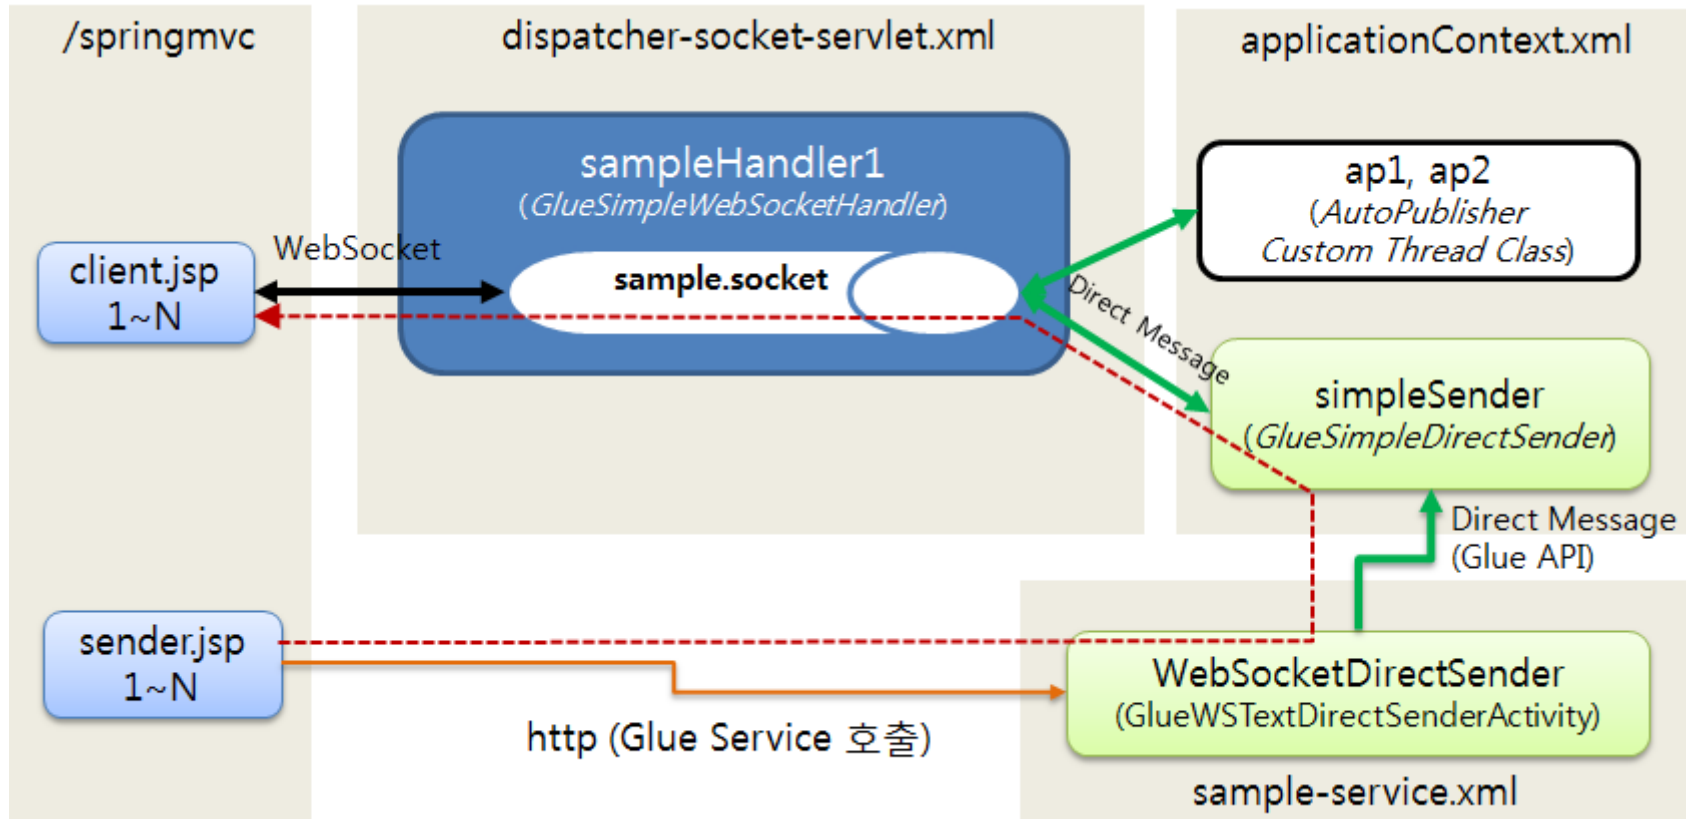 /springmvc
dispatcher-socket-servlet.xml
applicationContext.xml
sampleHandler1
(GlueSimpleWebSocketHandler)
ap1, ap2
(AutoPublisher
Custom Thread Class)
WebSocket
client.jsp
1~N
sample.socket
Direct Message
simpleSender
(GlueSimpleDirectSender)
Direct Message
(Glue API)
sender.jsp
1~N
WebSocketDirectSender
(GlueWSTextDirectSenderActivity)
http (Glue Service 호출)
sample-service.xml